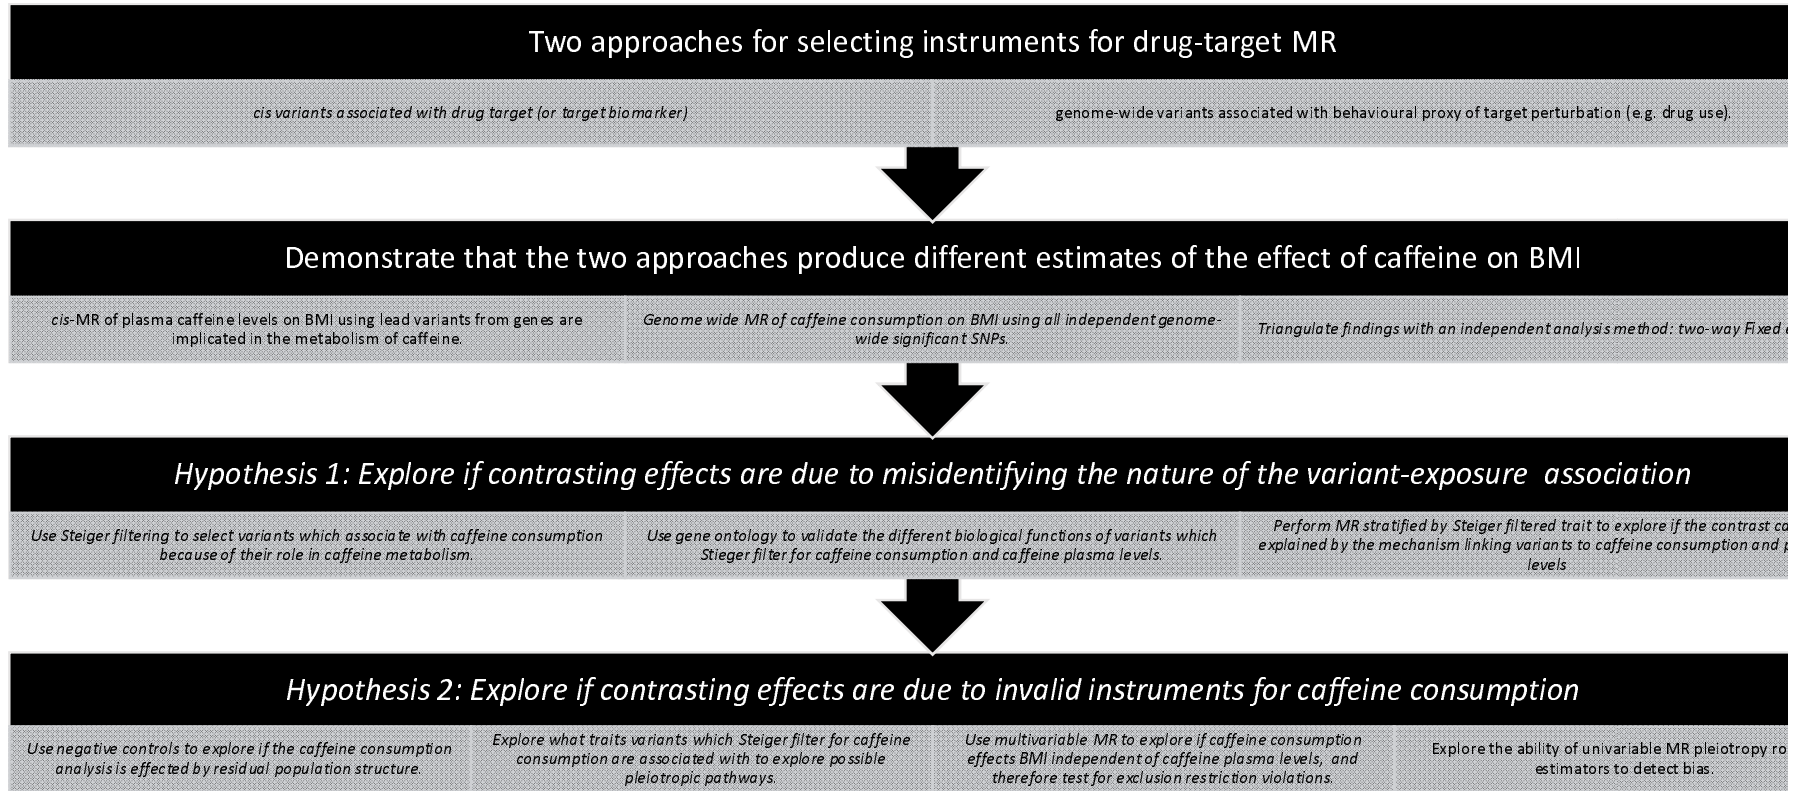 Two approaches for selecting instruments for drug-target MR
cis variants associated with drug target (or target biomarker)
genome-wide variants associated with behavioural proxy of target perturbation (e.g. drug use).
Demonstrate that the two approaches produce different estimates of the effect of caffeine on BMI
cis-MR of plasma caffeine levels on BMI using lead variants from genes are
implicated in the metabolism of caffeine.
Genome wide MR of caffeine consumption on BMI using all independent genome-
wide significant SNPs.
Triangulate findings with an independent analysis method: two-way Fixed
Hypothesis 1: Explore if contrasting effects are due to misidentifying the nature of the variant-exposure association
Use Steiger filtering to select variants which associate with caffeine consumption
because of their role in caffeine metabolism.
Use gene ontology to validate the different biological functions of variants which
Stieger filter for caffeine consumption and caffeine plasma levels.
Perform MR stratified by Steiger filtered trait to explore if the contrast
explained by the mechanism linking variants to caffeine consumption and
levels
Hypothesis 2: Explore if contrasting effects are due to invalid instruments for caffeine consumption
Use negative controls to explore if the caffeine consumption
analysis is effected by residual population structure.
Explore what traits variants which Steiger filter for caffeine
consumption are associated with to explore possible
pleiotropic pathways.
Use multivariable MR to explore if caffeine consumption
effects BMI independent of caffeine plasma levels, and
therefore test for exclusion restriction violations.
Explore the ability of univariable MR pleiotropy
estimators to detect bias.